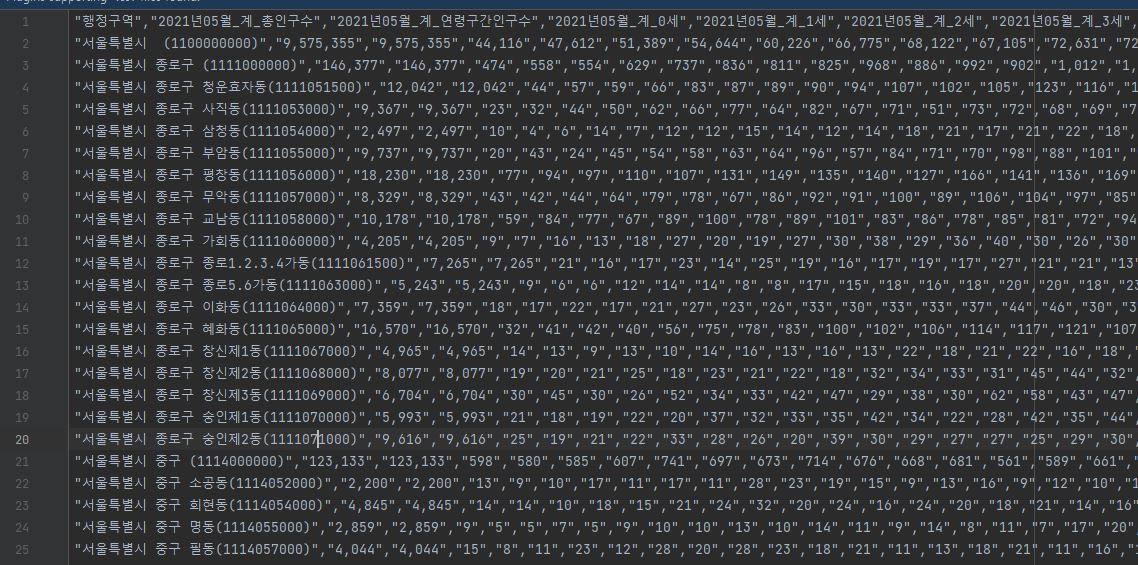 1 "행정구역","2021년05월_계_총인구수","2021년05월_계_연령구간인구수","2021년05월_계_0세","2021년05월_계_1세","2021년05월_계_2세","2021년05월_계_3세",
2 "서울특별시  (1100000000)","9,575,355","9,575,355","44,116","47,612","51,389","54,644","60,226","66,775","68,122","67,105","72,631","72
3 "서울특별시 종로구 (1111000000)","146,377","146,377","474","558","554","629","737","836","811","825","968","886","992","902","1,012","1,
4 "서울특별시 종로구 청운효자동(1111051500)","12,042","12,042","44","57","59","66","83","87","89","90","94","107","102","105","123","116","1
5 "서울특별시 종로구 사직동(1111053000)","9,367","9,367","23","32","44","50","62","66","77","64","82","67","71","51","73","72","68","69","7
6 "서울특별시 종로구 삼청동(1111054000)","2,497","2,497","10","4","6","14","7","12","12","15","14","12","14","18","21","17","21","22","18",
7 "서울특별시 종로구 부암동(1111055000)","9,737","9,737","20","43","24","45","54","58","63","64","96","57","84","71","70","98","88","101",
8 "서울특별시 종로구 평창동(1111056000)","18,230","18,230","77","94","97","110","107","131","149","135","140","127","166","141","136","169"
9 "서울특별시 종로구 무악동(1111057000)","8,329","8,329","43","42","44","64","79","78","67","86","92","91","100","89","106","104","97","85"
10 "서울특별시 종로구 교남동(1111058000)","10,178","10,178","59","84","77","67","89","100","78","89","101","83","86","78","85","81","72","94
11 "서울특별시 종로구 가회동(1111060000)","4,205","4,205","9","7","16","13","18","27","20","19","27","30","38","29","36","40","30","26","30"
12 "서울특별시 종로구 종로1.2.3.4가동(1111061500)","7,265","7,265","21","16","17","23","14","25","19","16","17","19","17","27","21","21","13
13 "서울특별시 종로구 종로5.6가동(1111063000)","5,243","5,243","9","6","6","12","14","14","8","8","17","15","18","16","18","20","20","18","23
14 "서울특별시 종로구 이화동(1111064000)","7,359","7,359","18","17","22","17","21","27","23","26","33","30","33","33","37","44","46","30","3
15 "서울특별시 종로구 혜화동(1111065000)","16,570","16,570","32","41","42","40","56","75","78","83","100","102","106","114","117","121","107
16 "서울특별시 종로구 창신제1동(1111067000)","4,965","4,965","14","13","9","13","10","14","16","13","16","13","22","18","21","22","16","18",
17 "서울특별시 종로구 창신제2동(1111068000)","8,077","8,077","19","20","21","25","18","23","21","22","18","32","34","33","31","45","44","32",
18 "서울특별시 종로구 창신제3동(1111069000)","6,704","6,704","30","45","30","26","52","34","33","42","47","29","38","30","62","58","43","47",
19 "서울특별시 종로구 숭인제1동(1111070000)","5,993","5,993","21","18","19","22","20","37","32","33","35","42","34","22","28","42","35","44",
20 "서울특별시 종로구 숭인제2동(1111071000)","9,616","9,616","25","19","21","22","33","28","26","20","39","30","29","27","27","25","29","30",
21 "서울특별시 중구 (1114000000)","123,133","123,133","598","580","585","607","741","697","673","714","676","668","681","561","589","661","
22 "서울특별시 중구 소공동(1114052000)","2,200","2,200","13","9","10","17","11","17","11","28","23","19","15","9","13","16","9","12","10","1
23 "서울특별시 중구 회현동(1114054000)","4,845","4,845","14","14","10","18","15","21","24","32","20","24","16","24","20","18","21","14","16"
24 "서울특별시 중구 명동(1114055000)","2,859","2,859","9","5","5","7","5","9","10","10","13","10","14","11","9","14","8","11","7","17","20"
25 "서울특별시 중구 필동(1114057000)","4,044","4,044","15","8","11","23","12","28","20","28","23","18","21","11","13","18","21","11","16","1